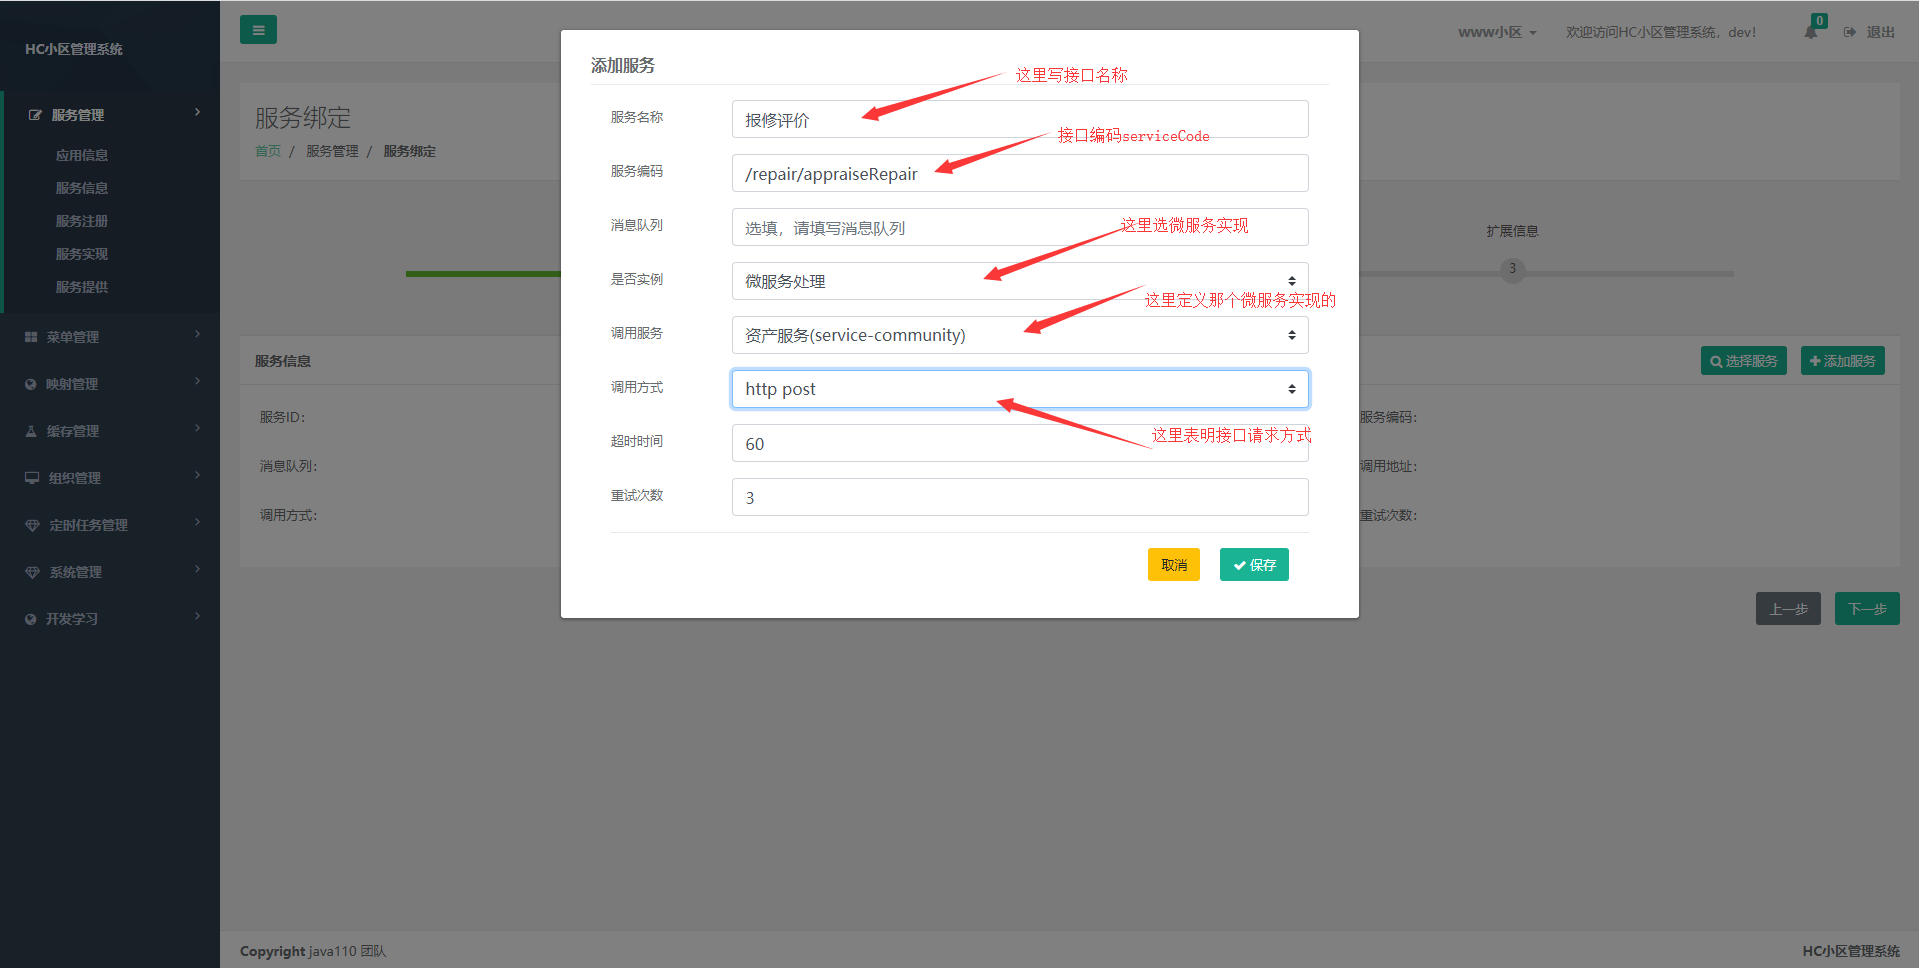 HC小区管理系统
www小区
欢迎访问HC小区管理系统，dev!
0
退出
服务管理
应用信息
服务信息
服务注册
服务实现
服务提供
菜单管理
映射管理
缓存管理
组织管理
定时任务管理
系统管理
开发学习
服务绑定
首页 / 服务管理 / 服务绑定
扩展信息
3
服务信息
选择服务
添加服务
服务ID：
服务编码：
消息队列：
调用地址：
调用方式：
重试次数：
上一步
下一步
添加服务
这里写接口名称
服务名称
报修评价
接口编码serviceCode
服务编码
/repair/appraiseRepair
消息队列
选填，请填写消息队列
这里选微服务实现
是否实例
微服务处理
这里定义那个微服务实现的
调用服务
资产服务(service-community)
调用方式
http post
这里表明接口请求方式
超时时间
60
重试次数
3
取消
保存
Copyright java110 团队
HC小区管理系统